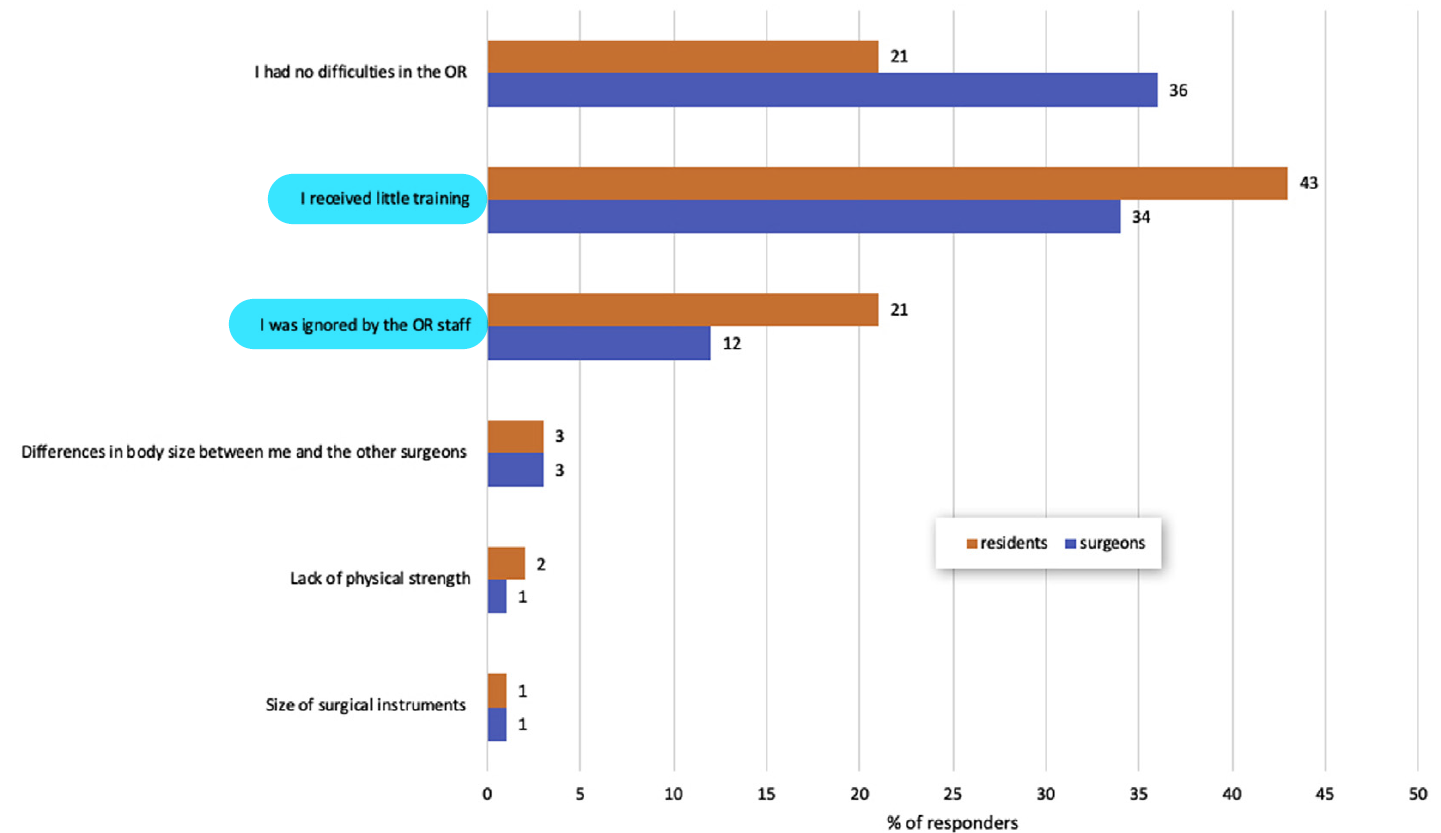 I had no difficulties in the OR
21
36
I received little training
43
34
I was ignored by the OR staff
21
12
Differences in body size between me and the other surgeons
3
3
residents surgeons
Lack of physical strength
2
1
Size of surgical instruments
1
1
0 5 10 15 20 25 30 35 40 45 50
% of responders